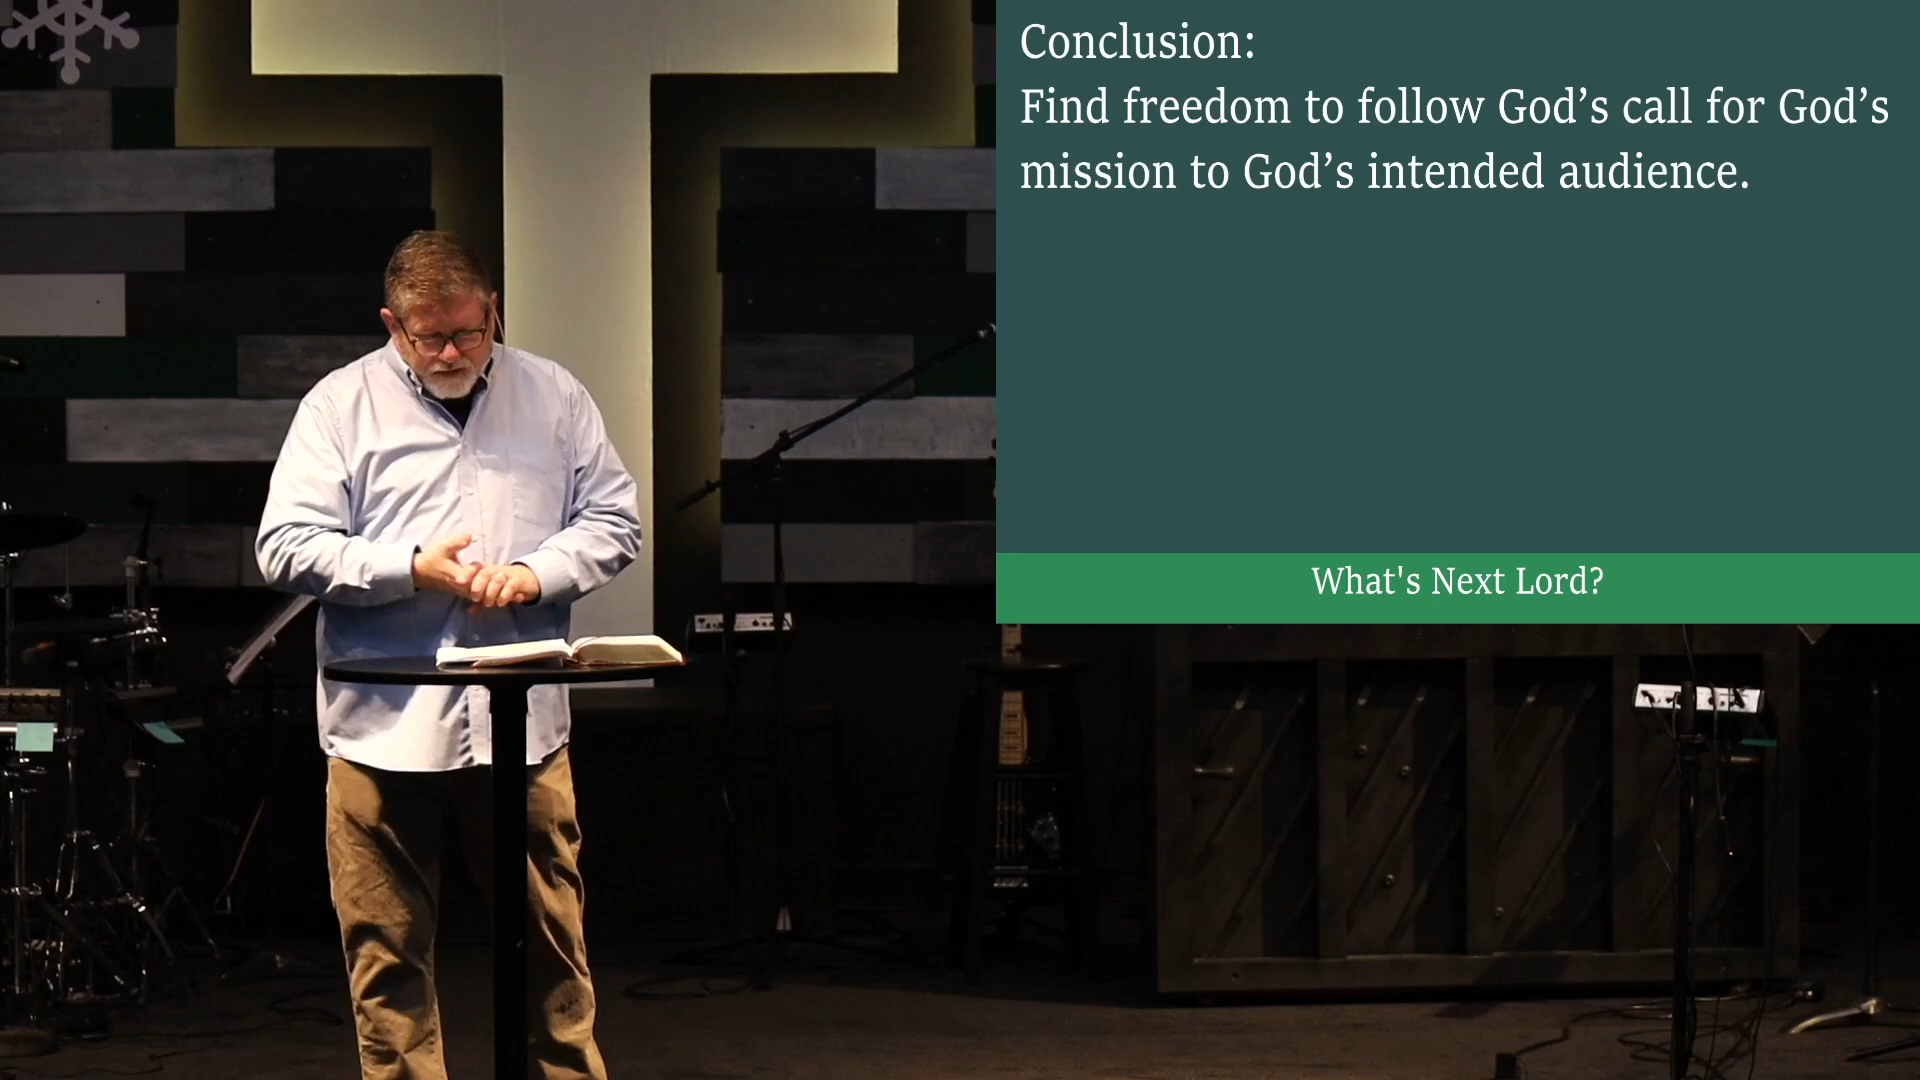 Conclusion:
Find freedom to follow God’s call for God’s
mission to God’s intended audience.
What's Next Lord?